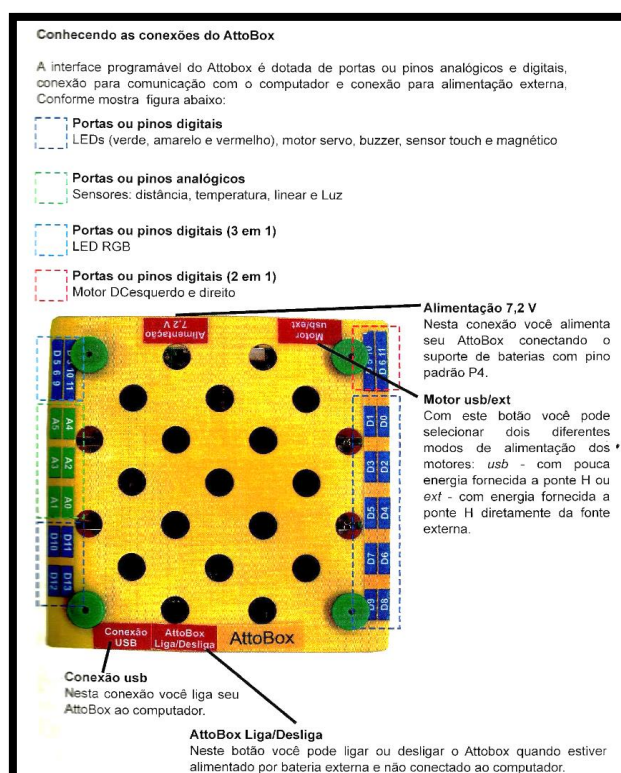 Conhecendo as conexões do AttoBox
A interface programável do Attobox é dotada de portas ou pinos analógicos e digitais,
conexão para comunicação com o computador e conexão para alimentação externa,
Conforme mostra figura abaixo:
Portas ou pinos digitais
LEDs (verde, amarelo e vermelho), motor servo, buzzer, sensor touch e magnético
Portas ou pinos analógicos
Sensores: distância, temperatura, linear e Luz
Portas ou pinos digitais (3 em 1)
LED RGB
Portas ou pinos digitais (2 em 1)
Motor DCesquerdo e direito
Alimentação
7,2 V
Motor
usb/ext
Alimentação 7,2 V
Nesta conexão você alimenta
seu AttoBox conectando o
suporte de baterias com pino
padrão P4.
Motor usb/ext
Com este botão você pode
selecionar dois diferentes
modos de alimentação dos
motores: usb - com pouca
energia fornecida a ponte H ou
ext - com energia fornecida a
ponte H diretamente da fonte
externa.
D 5 6 9
10 11
A5 A4
A3 A2
A1 A0
D10 D11
D12 D13
10
D 6 11
D1 D0
D3 D2
D5 D4
D7 D6
D9 D8
Conexão
USB
AttoBox
Liga/Desliga
AttoBox
Conexão usb
Nesta conexão você liga seu
AttoBox ao computador.
AttoBox Liga/Desliga
Neste botão você pode ligar ou desligar o Attobox quando estiver
alimentado por bateria externa e não conectado ao computador.